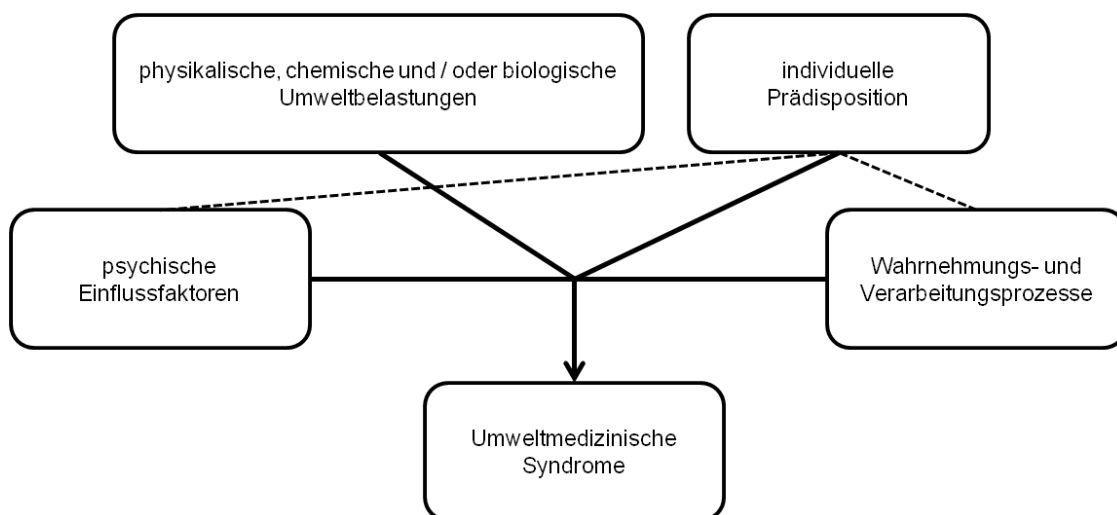 physikalische, chemische und / oder biologische
Umweltbelastungen
individuelle
Prädisposition
psychische
Einflussfaktoren
Wahrnehmungs- und
Verarbeitungsprozesse
Umweltmedizinische
Syndrome